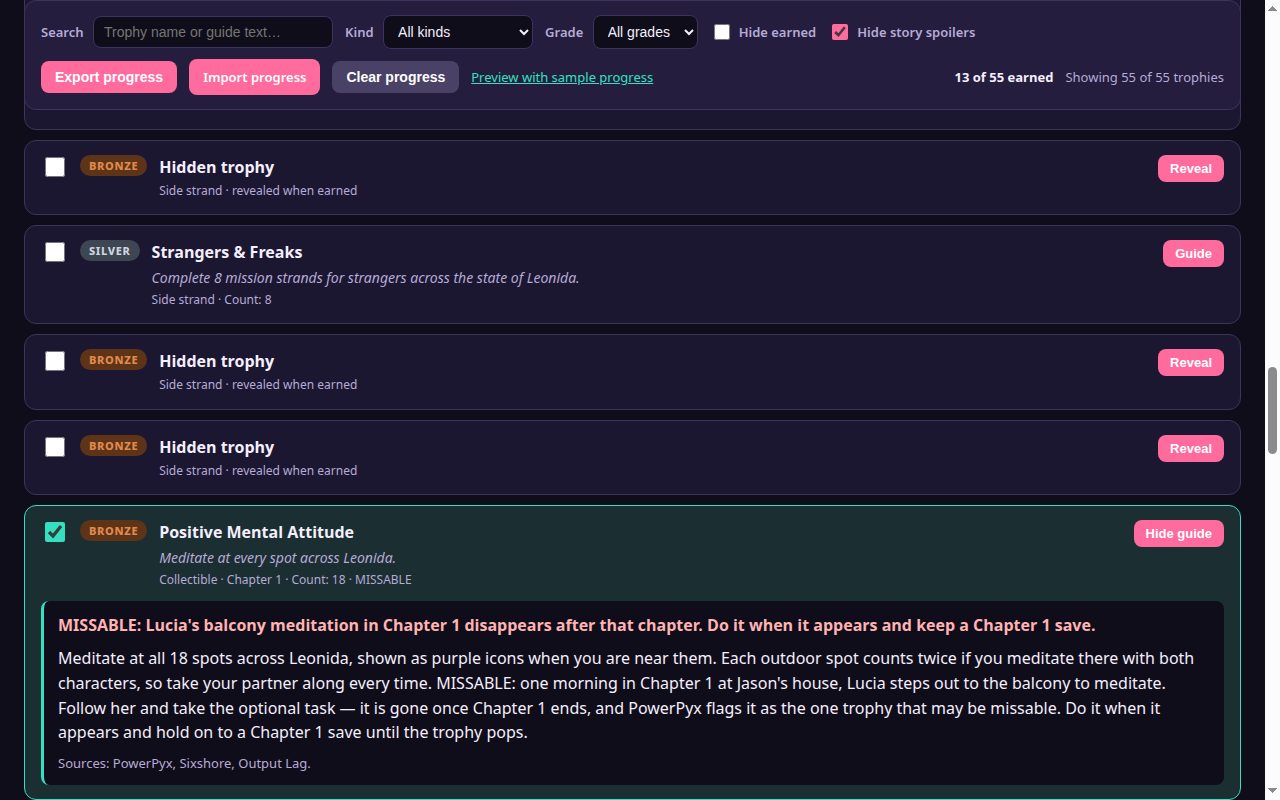 Search Trophy name or guide text… Kind All kinds Grade All grades Hide earned Hide story spoilers
Export progress Import progress Clear progress Preview with sample progress 13 of 55 earned Showing 55 of 55 trophies
BRONZE Hidden trophy Reveal
Side strand · revealed when earned
SILVER Strangers & Freaks Guide
Complete 8 mission strands for strangers across the state of Leonida.
Side strand · Count: 8
BRONZE Hidden trophy Reveal
Side strand · revealed when earned
BRONZE Hidden trophy Reveal
Side strand · revealed when earned
BRONZE Positive Mental Attitude Hide guide
Meditate at every spot across Leonida.
Collectible · Chapter 1 · Count: 18 · MISSABLE
MISSABLE: Lucia's balcony meditation in Chapter 1 disappears after that chapter. Do it when it appears and keep a Chapter 1 save.
Meditate at all 18 spots across Leonida, shown as purple icons when you are near them. Each outdoor spot counts twice if you meditate there with both
characters, so take your partner along every time. MISSABLE: one morning in Chapter 1 at Jason's house, Lucia steps out to the balcony to meditate.
Follow her and take the optional task — it is gone once Chapter 1 ends, and PowerPyx flags it as the one trophy that may be missable. Do it when it
appears and hold on to a Chapter 1 save until the trophy pops.
Sources: PowerPyx, Sixshore, Output Lag.